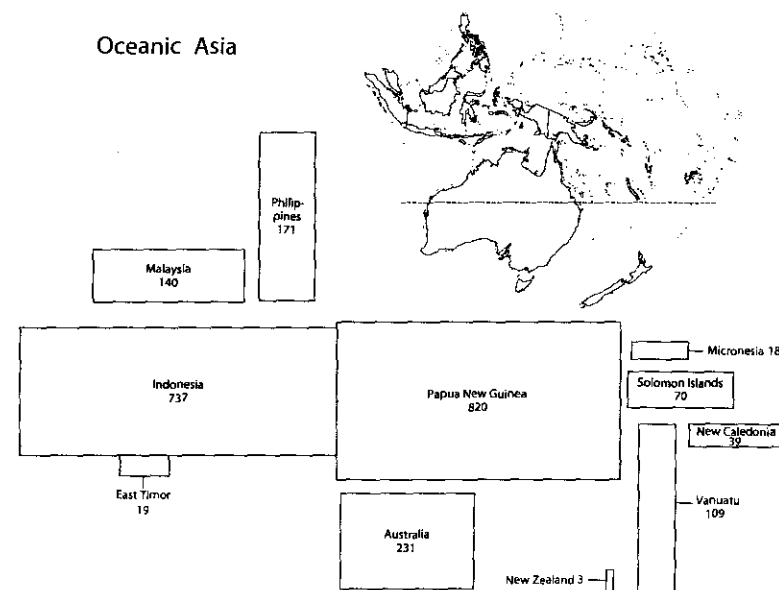 Oceanic Asia
Philip-
pines
171
Malaysia
140
Indonesia
737
Papua New Guinea
820
Micronesia 18
Solomon Islands
70
New Caledonia
39
East Timor
19
Vanuatu
109
Australia
231
New Zealand 3